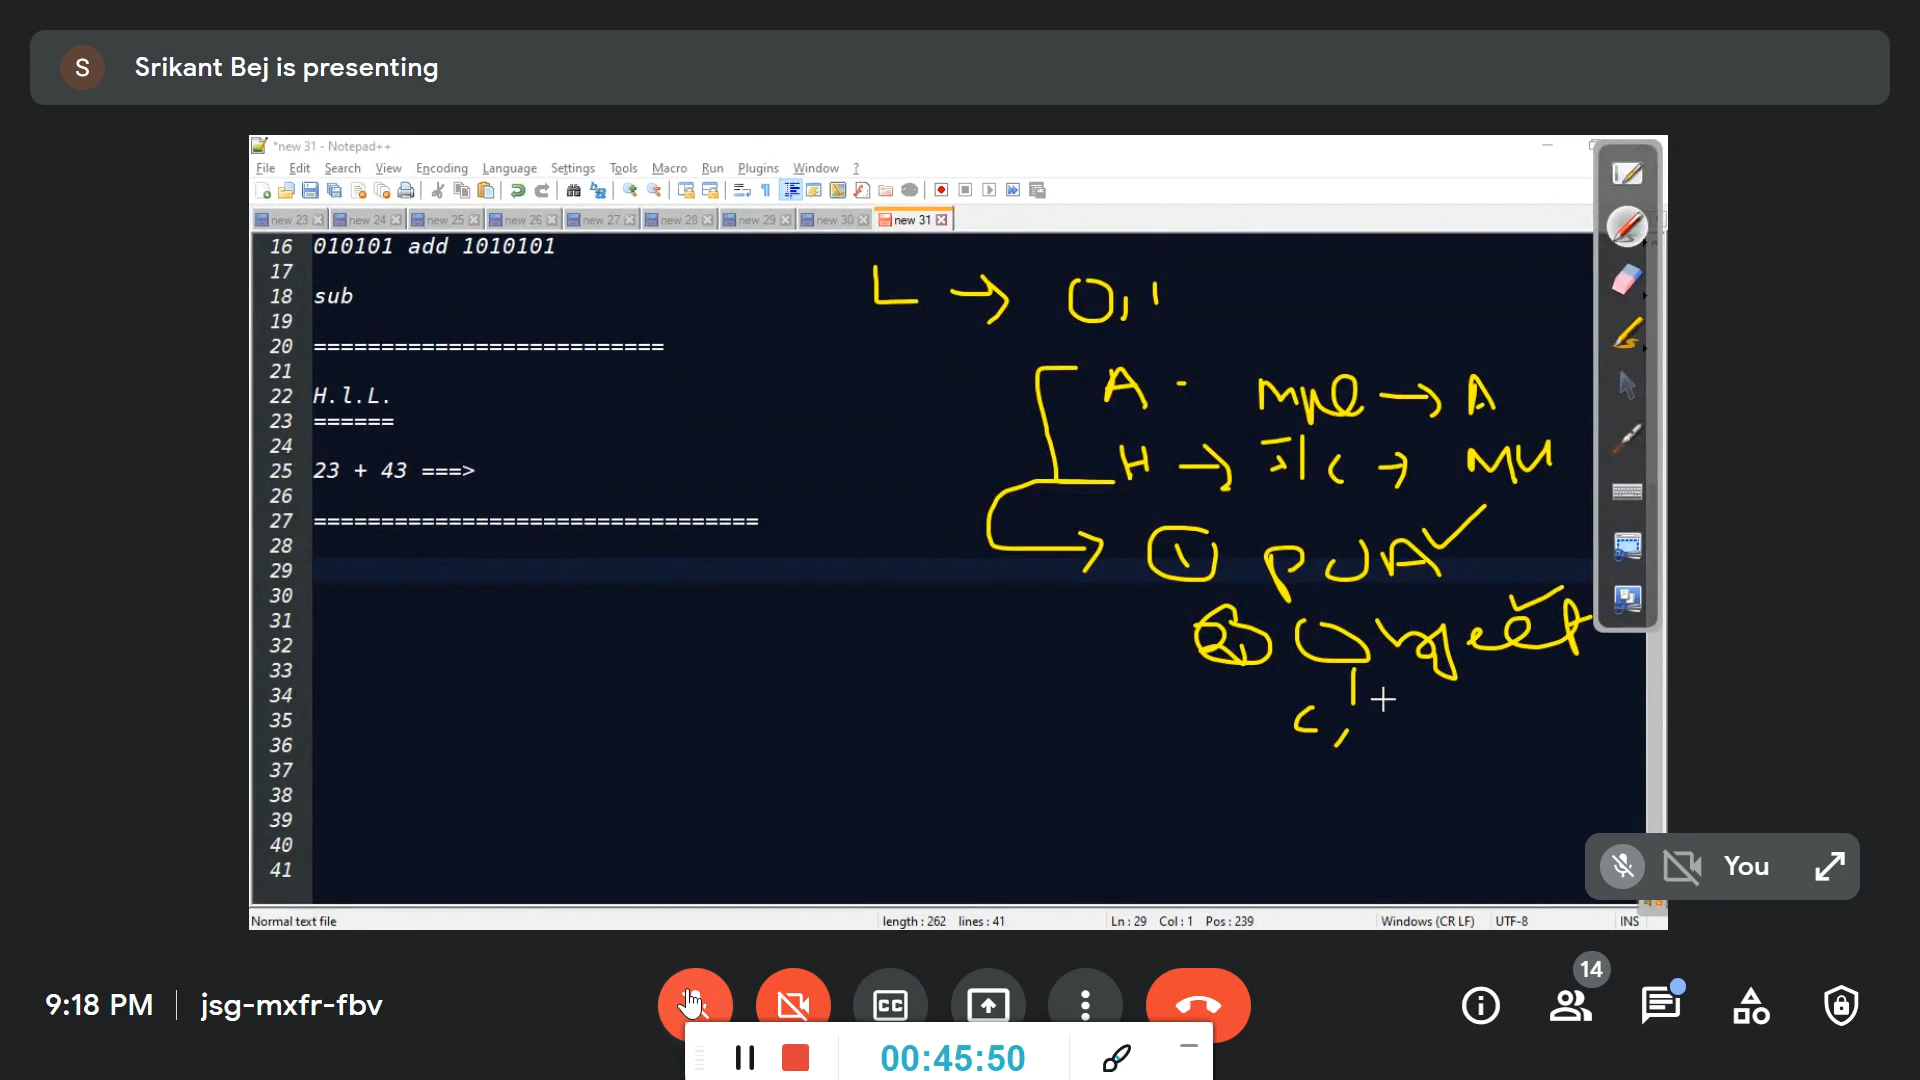 S Srikant Bej is presenting
*new 31 - Notepad++
File Edit Search View Encoding Language Settings Tools Macro Run Plugins Window ?
new 23 new 24 new 25 new 26 new 27 new 28 new 29 new 30 new 31
16 010101 add 1010101
17
18 sub
19
20 ==========================
21
22 H.l.L.
23 ======
24
25 23 + 43 ===>
26
27 =================================
28
29
30
31
32
33
34
35
36
37
38
39
40
41
L → 0, 1
A -
→ A
H →
①
Object
c,
Normal text file length : 262 lines : 41 Ln : 29 Col : 1 Pos : 239 Windows (CR LF) UTF-8 INS
You
9:18 PM jsg-mxfr-fbv
CC
14
00:45:50